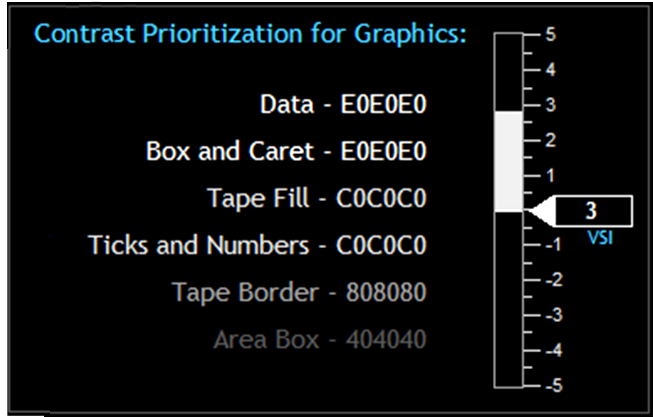 Contrast Prioritization for Graphics:
Data - E0E0E0
Box and Caret - E0E0E0
Tape Fill - C0C0C0
Ticks and Numbers - C0C0C0
Tape Border - 808080
Area Box - 404040
5
4
3
2
1
3
VSI
-1
-2
-3
-4
-5